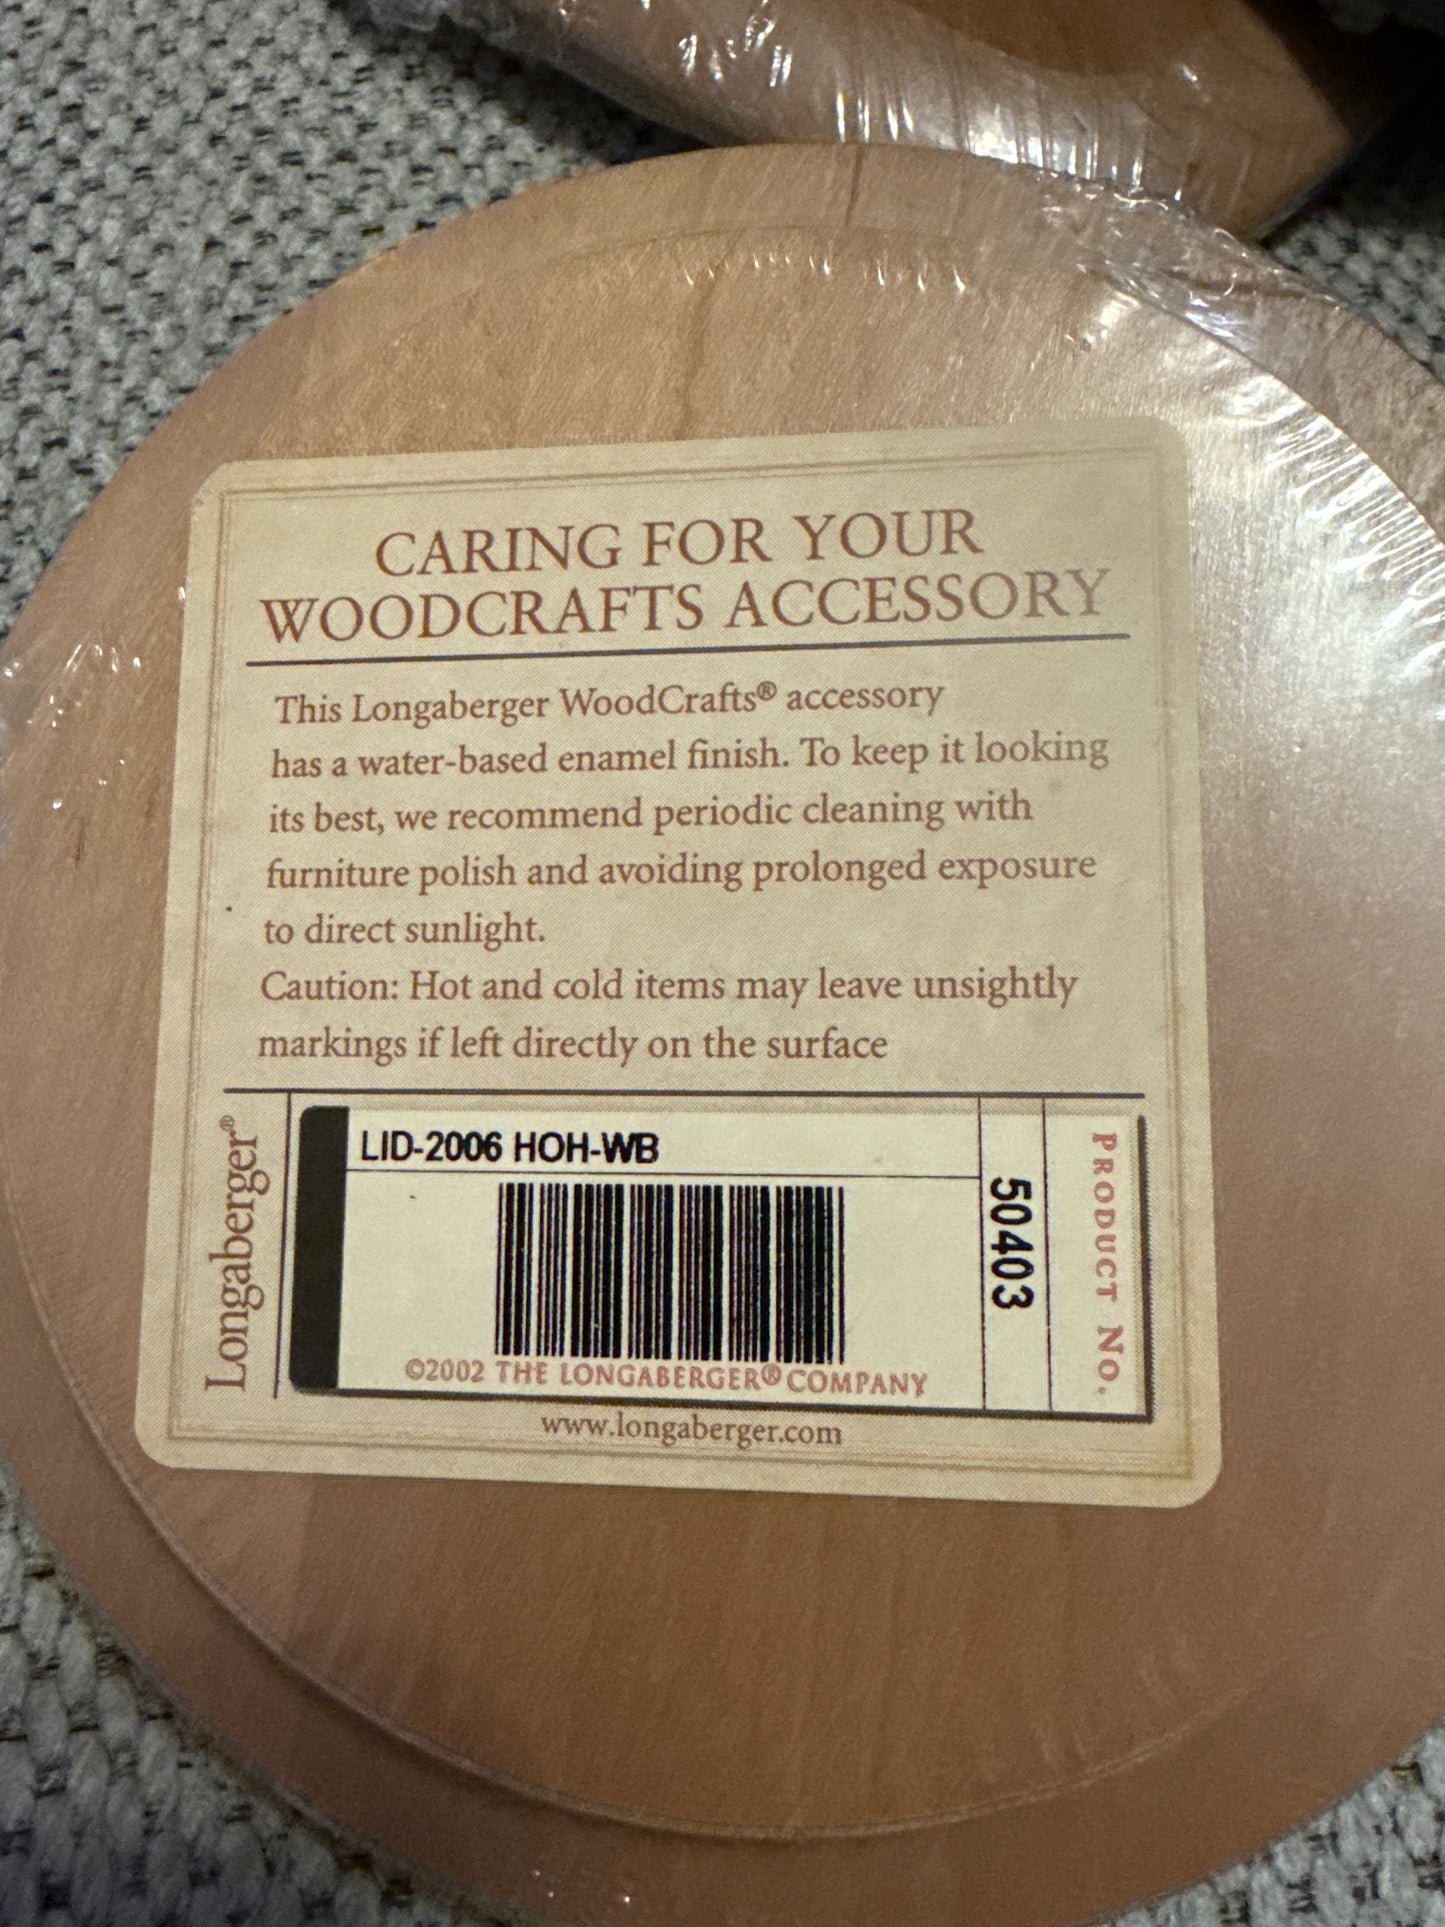 CARING FOR YOUR
WOODCRAFTS ACCESSORY
This Longaberger WoodCrafts® accessory
has a water-based enamel finish. To keep it looking
its best, we recommend periodic cleaning with
furniture polish and avoiding prolonged exposure
to direct sunlight.
Caution: Hot and cold items may leave unsightly
markings if left directly on the surface
Longaberger®
LID-2006 HOH-WB
50403
PRODUCT NO.
©2002 THE LONGABERGER® COMPANY
www.longaberger.com